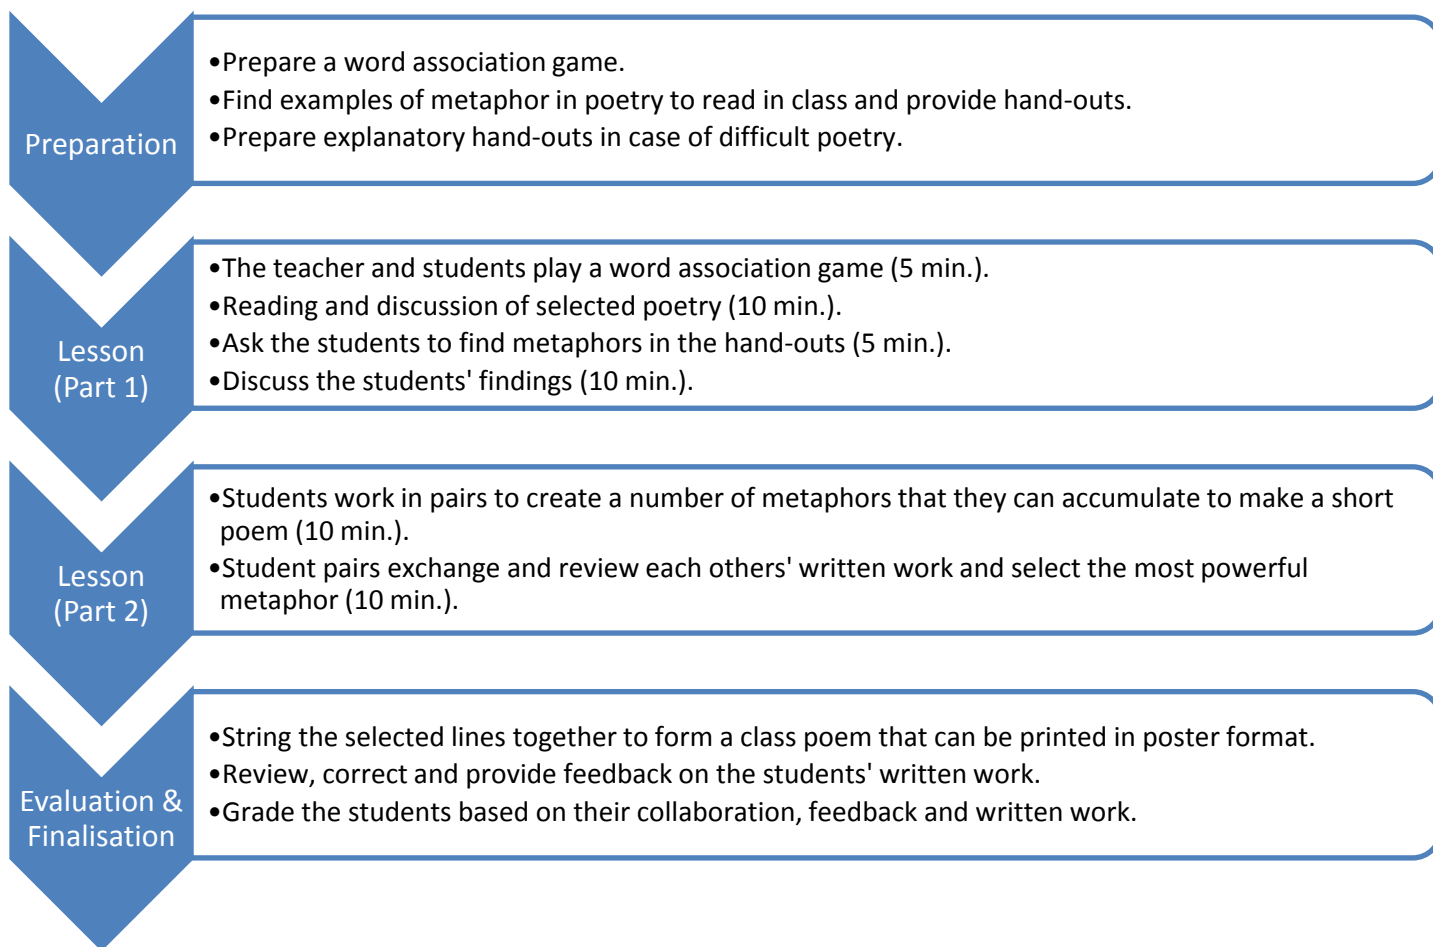 Preparation
•Prepare a word association game.
•Find examples of metaphor in poetry to read in class and provide hand-outs.
•Prepare explanatory hand-outs in case of difficult poetry.
Lesson
(Part 1)
•The teacher and students play a word association game (5 min.).
•Reading and discussion of selected poetry (10 min.).
•Ask the students to find metaphors in the hand-outs (5 min.).
•Discuss the students' findings (10 min.).
Lesson
(Part 2)
•Students work in pairs to create a number of metaphors that they can accumulate to make a short
poem (10 min.).
•Student pairs exchange and review each others' written work and select the most powerful
metaphor (10 min.).
Evaluation &
Finalisation
•String the selected lines together to form a class poem that can be printed in poster format.
•Review, correct and provide feedback on the students' written work.
•Grade the students based on their collaboration, feedback and written work.